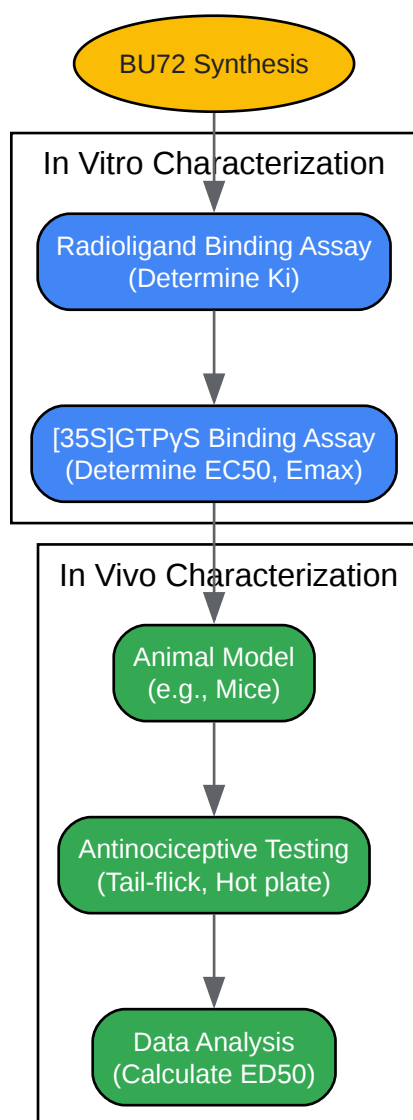 BU72 Synthesis
In Vitro Characterization
Radioligand Binding Assay
(Determine Ki)
[35S]GTPγS Binding Assay
(Determine EC50, Emax)
In Vivo Characterization
Animal Model
(e.g., Mice)
Antinociceptive Testing
(Tail-flick, Hot plate)
Data Analysis
(Calculate ED50)